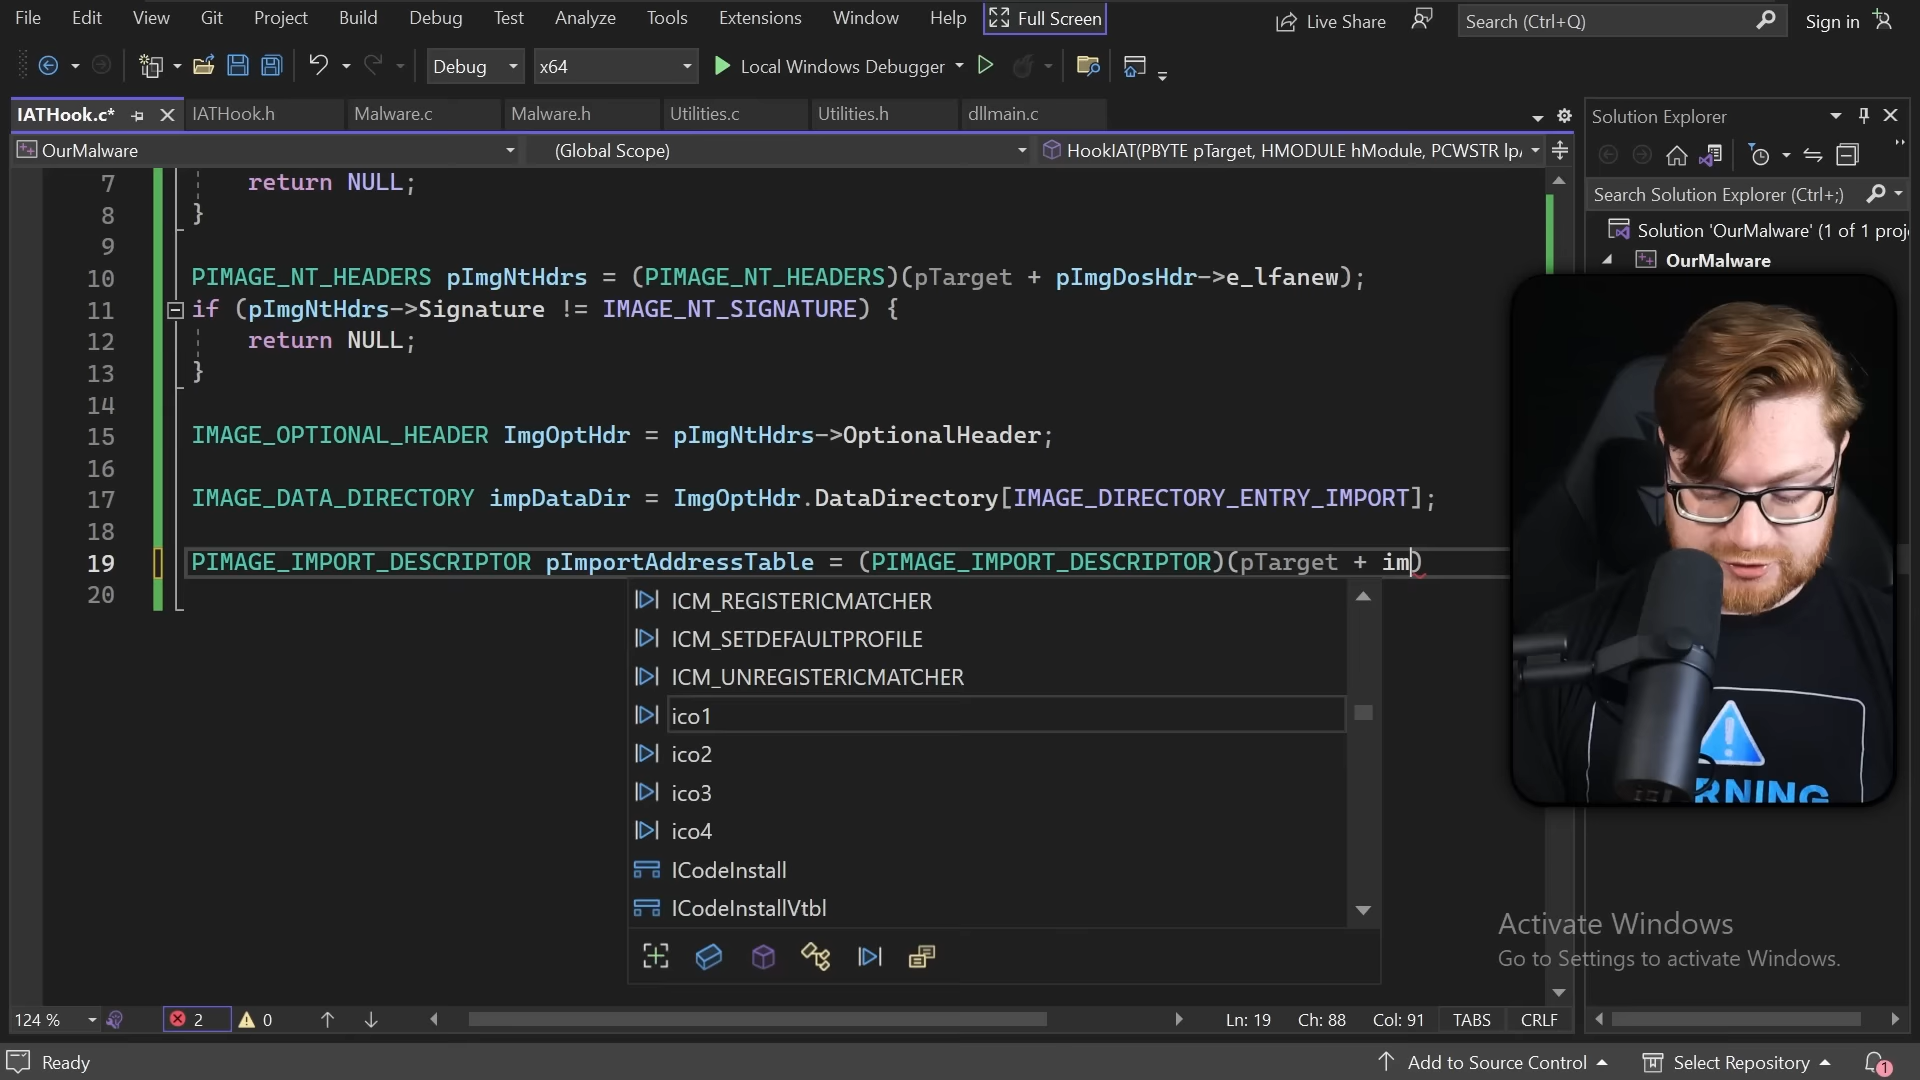 File Edit View Git Project Build Debug Test Analyze Tools Extensions Window Help Full Screen Live Share Search (Ctrl+Q) Sign in
Debug x64 Local Windows Debugger
IATHook.c* IATHook.h Malware.c Malware.h Utilities.c Utilities.h dllmain.c
OurMalware (Global Scope) HookIAT(PBYTE pTarget, HMODULE hModule, PCWSTR lp
7 return NULL;
8 }
9
10 PIMAGE_NT_HEADERS pImgNtHdrs = (PIMAGE_NT_HEADERS)(pTarget + pImgDosHdr->e_lfanew);
11 if (pImgNtHdrs->Signature != IMAGE_NT_SIGNATURE) {
12 return NULL;
13 }
14
15 IMAGE_OPTIONAL_HEADER ImgOptHdr = pImgNtHdrs->OptionalHeader;
16
17 IMAGE_DATA_DIRECTORY impDataDir = ImgOptHdr.DataDirectory[IMAGE_DIRECTORY_ENTRY_IMPORT];
18
19 PIMAGE_IMPORT_DESCRIPTOR pImportAddressTable = (PIMAGE_IMPORT_DESCRIPTOR)(pTarget + im)
20
ICM_REGISTERICMATCHER
ICM_SETDEFAULTPROFILE
ICM_UNREGISTERICMATCHER
ico1
ico2
ico3
ico4
ICodeInstall
ICodeInstallVtbl
Solution Explorer
Search Solution Explorer (Ctrl+;)
Solution 'OurMalware' (1 of 1 proj
OurMalware
RNING
Activate Windows
Go to Settings to activate Windows.
124 % 2 0 Ln: 19 Ch: 88 Col: 91 TABS CRLF
Ready Add to Source Control Select Repository 1